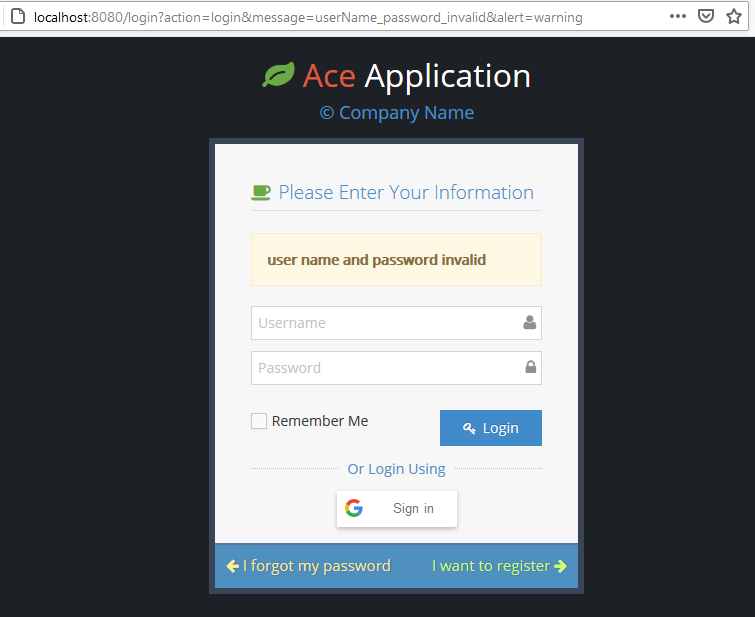 localhost:8080/login?action=login&message=userName_password_invalid&alert=warning
Ace Application
© Company Name
Please Enter Your Information
user name and password invalid
Username
Password
Remember Me
Login
Or Login Using
Sign in
I forgot my password
I want to register